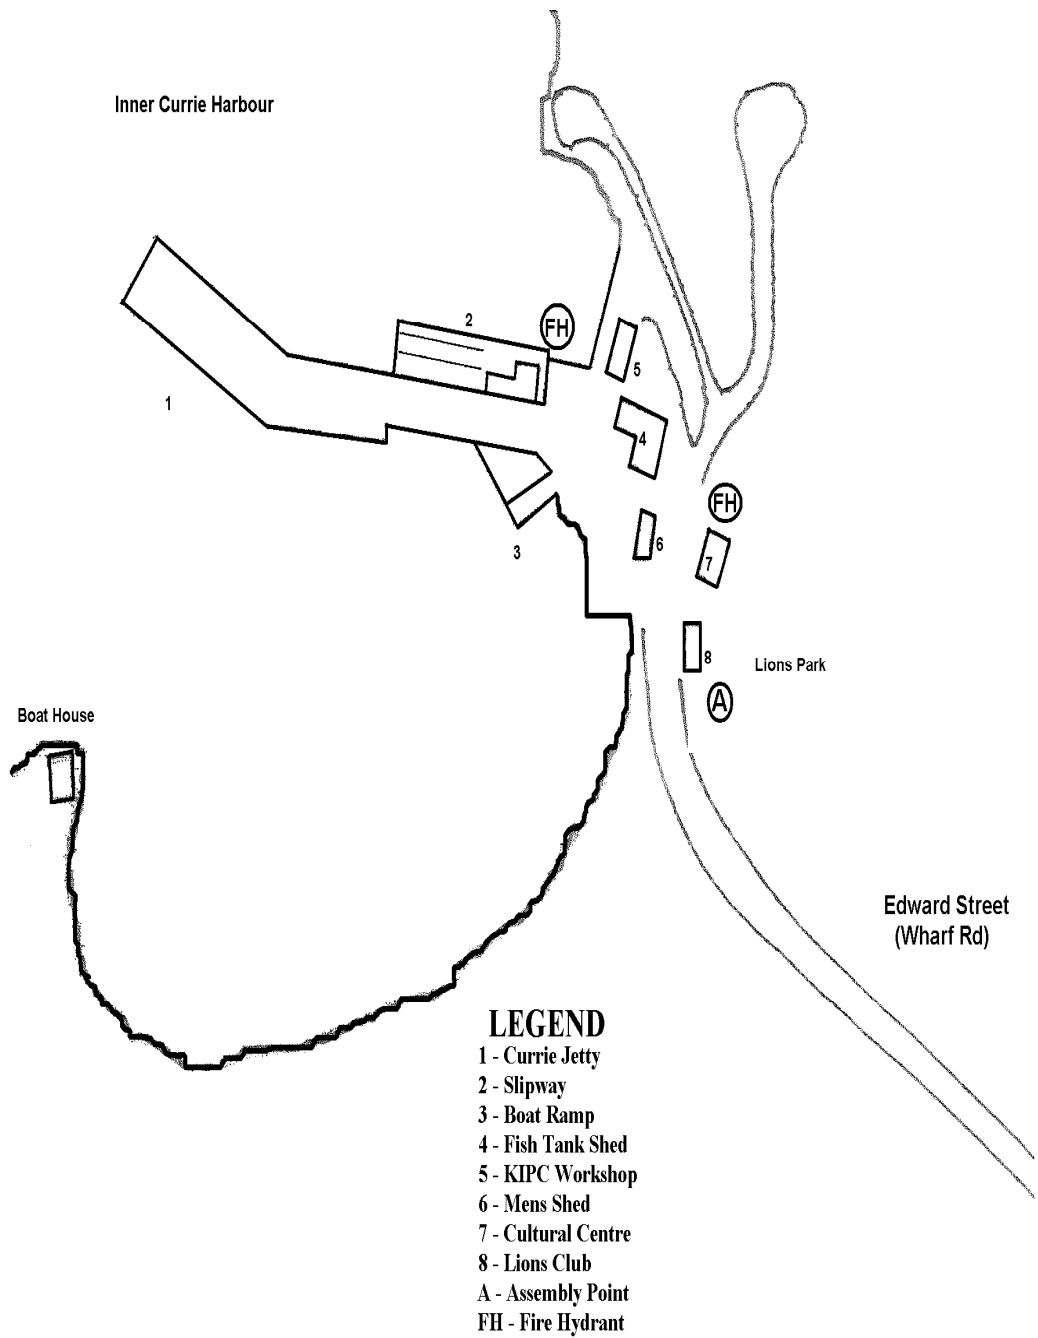 Inner Currie Harbour
2
FH
5
1
4
FH
6
3
7
8
Lions Park
A
Boat House
Edward Street
(Wharf Rd)
LEGEND
1 - Currie Jetty
2 - Slipway
3 - Boat Ramp
4 - Fish Tank Shed
5 - KIPC Workshop
6 - Mens Shed
7 - Cultural Centre
8 - Lions Club
A - Assembly Point
FH - Fire Hydrant